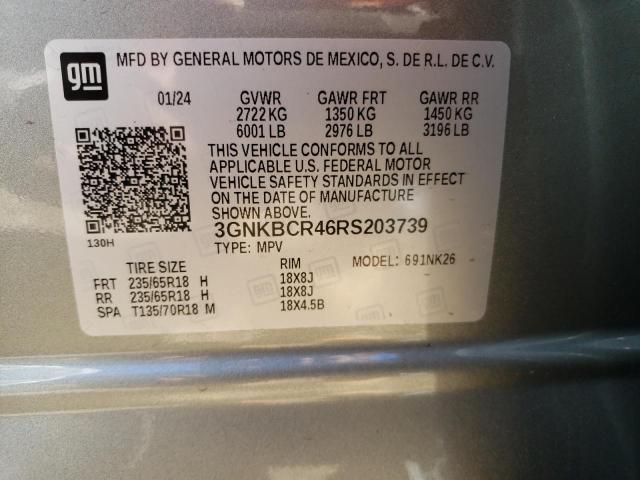 gm
MFD BY GENERAL MOTORS DE MEXICO, S. DE R.L. DE C.V.
01/24 GVWR GAWR FRT GAWR RR
2722 KG 1350 KG 1450 KG
6001 LB 2976 LB 3196 LB
THIS VEHICLE CONFORMS TO ALL
APPLICABLE U.S. FEDERAL MOTOR
VEHICLE SAFETY STANDARDS IN EFFECT
ON THE DATE OF MANUFACTURE
SHOWN ABOVE.
3GNKBCR46RS203739
130H
TYPE: MPV
TIRE SIZE RIM MODEL: 691NK26
FRT 235/65R18 H 18X8J
RR 235/65R18 H 18X8J
SPA T135/70R18 M 18X4.5B